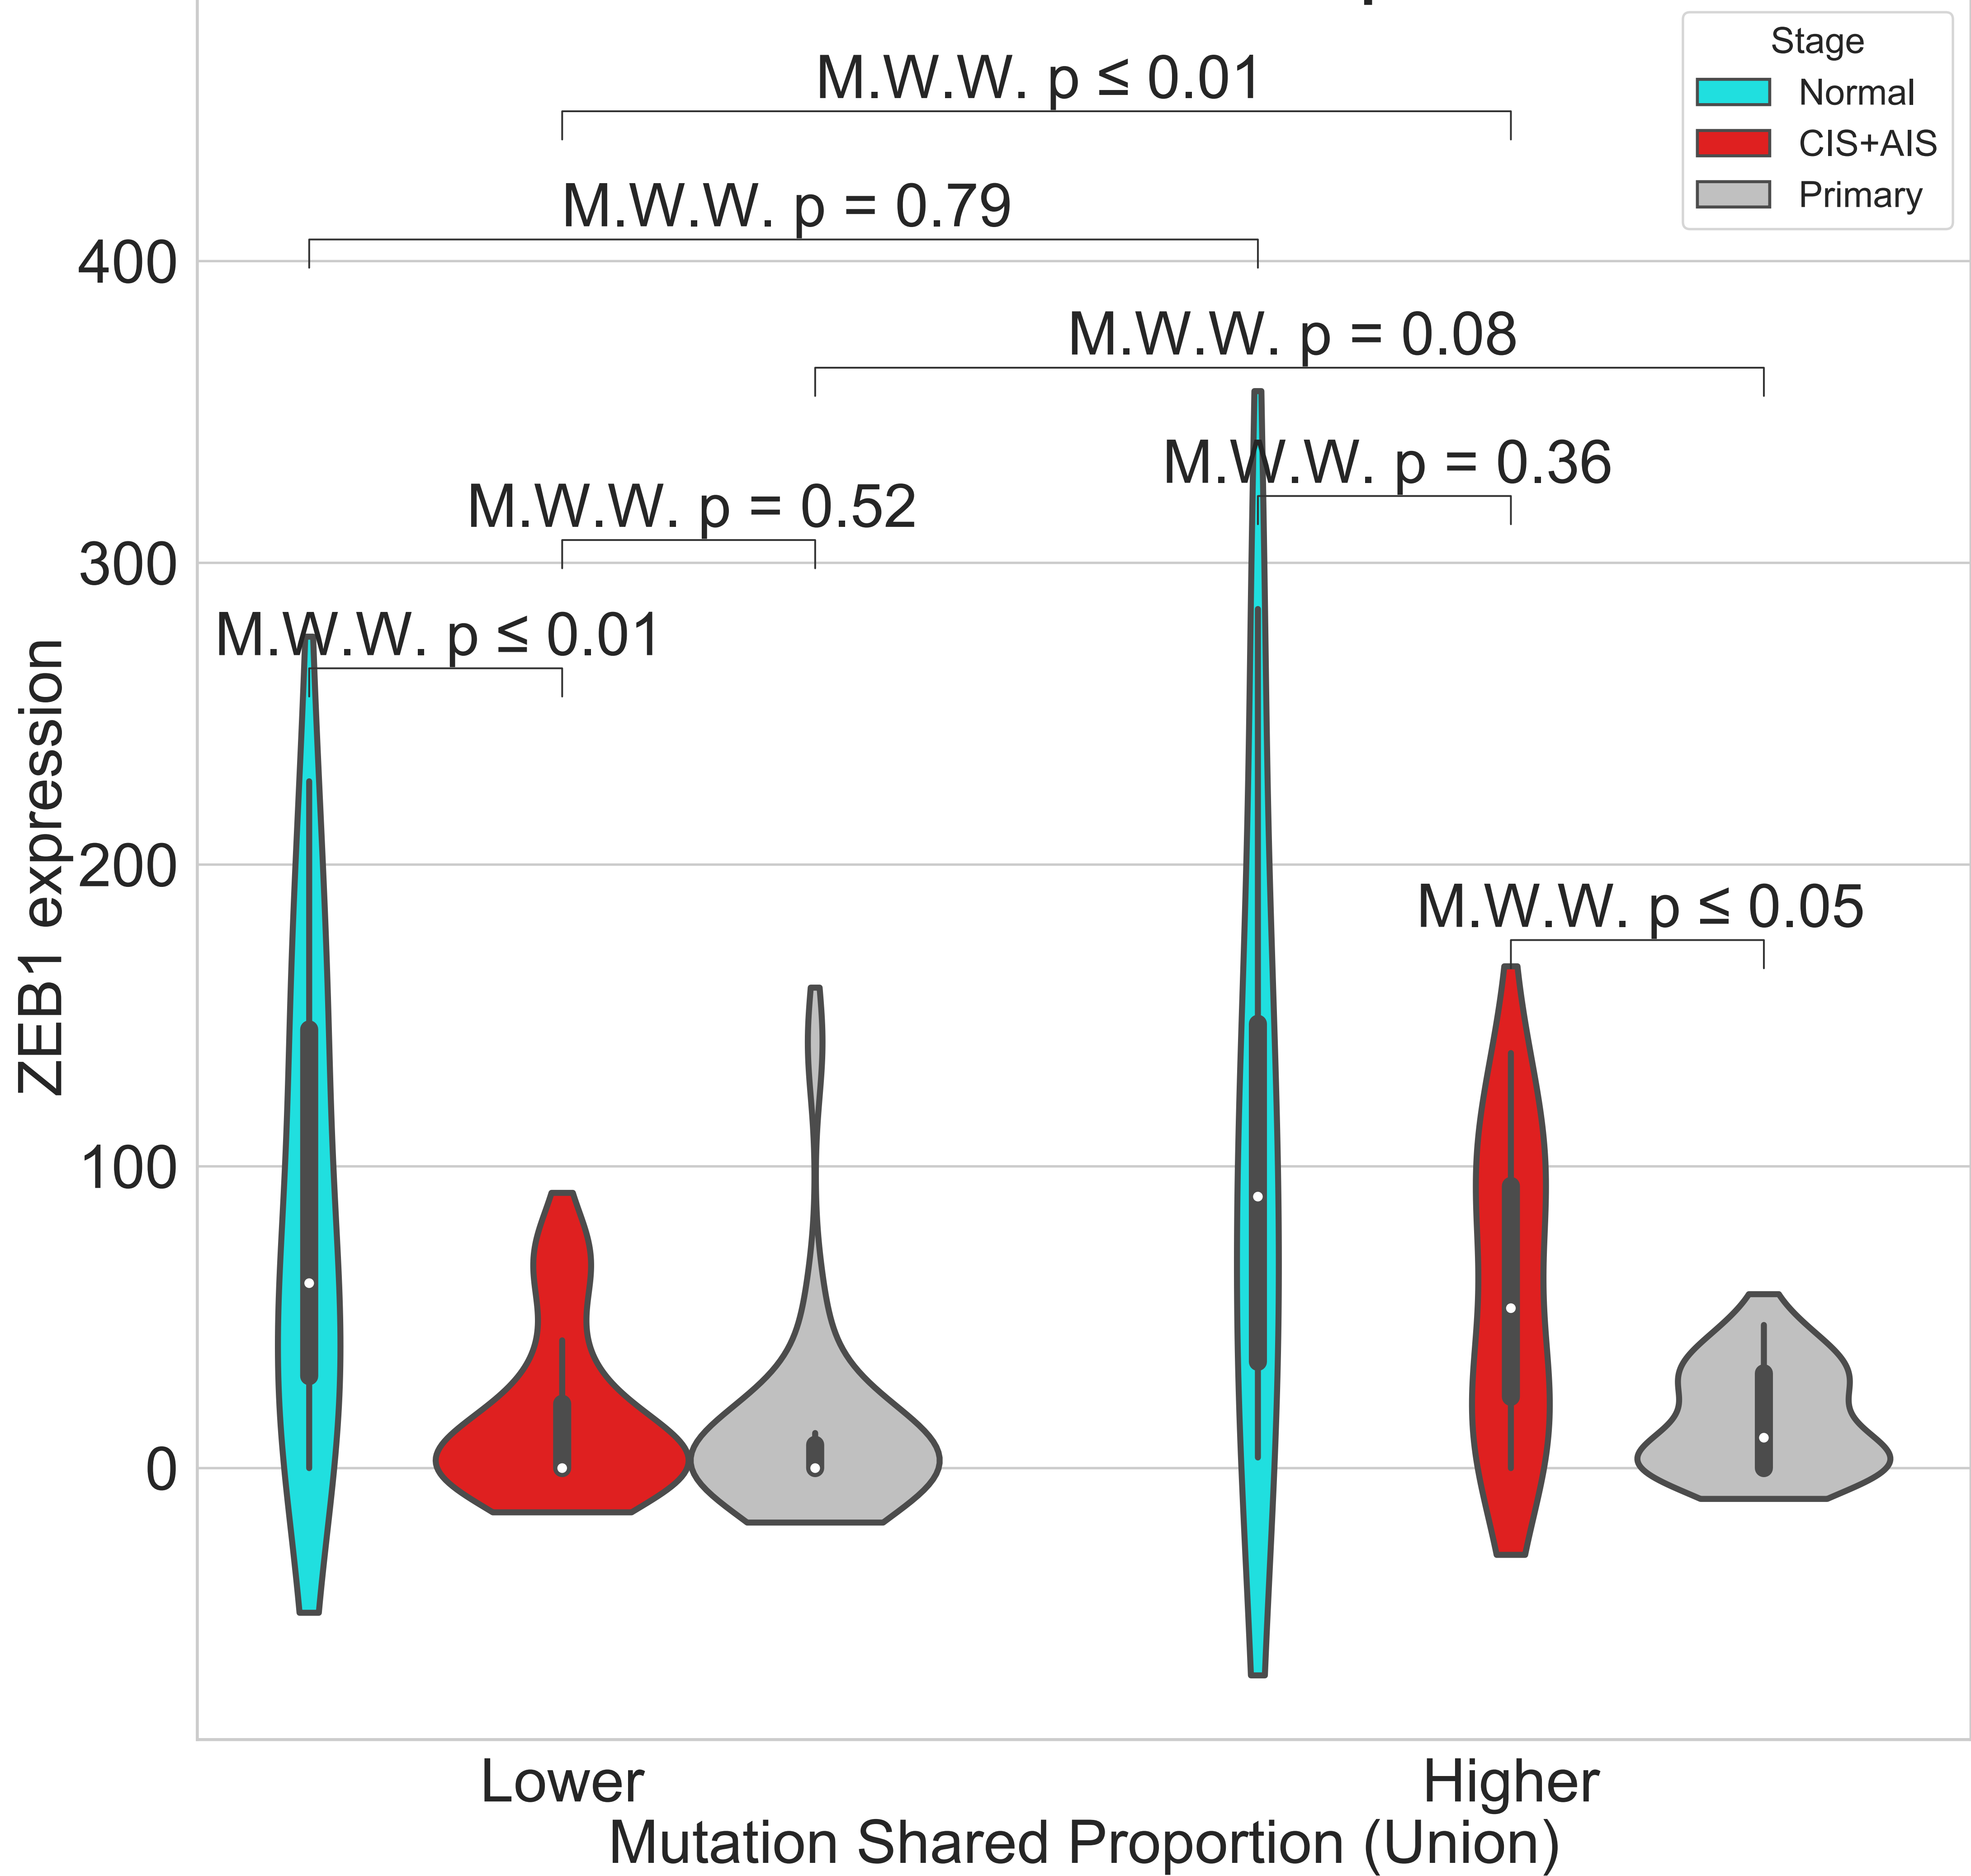 Stage
Normal
CIS+AIS
Primary
M.W.W. p ≤ 0.01
M.W.W. p = 0.79
M.W.W. p = 0.08
M.W.W. p = 0.36
M.W.W. p = 0.52
M.W.W. p ≤ 0.01
M.W.W. p ≤ 0.05
400
300
200
100
0
ZEB1 expression
Lower
Higher
Mutation Shared Proportion (Union)